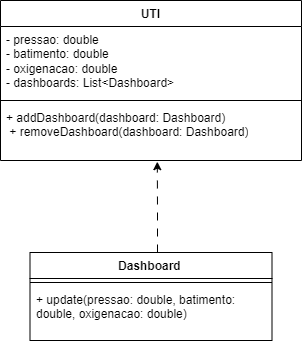 UTI
- pressao: double
- batimento: double
- oxigenacao: double
- dashboards: List<Dashboard>
+ addDashboard(dashboard: Dashboard)
+ removeDashboard(dashboard: Dashboard)
Dashboard
+ update(pressao: double, batimento:
double, oxigenacao: double)